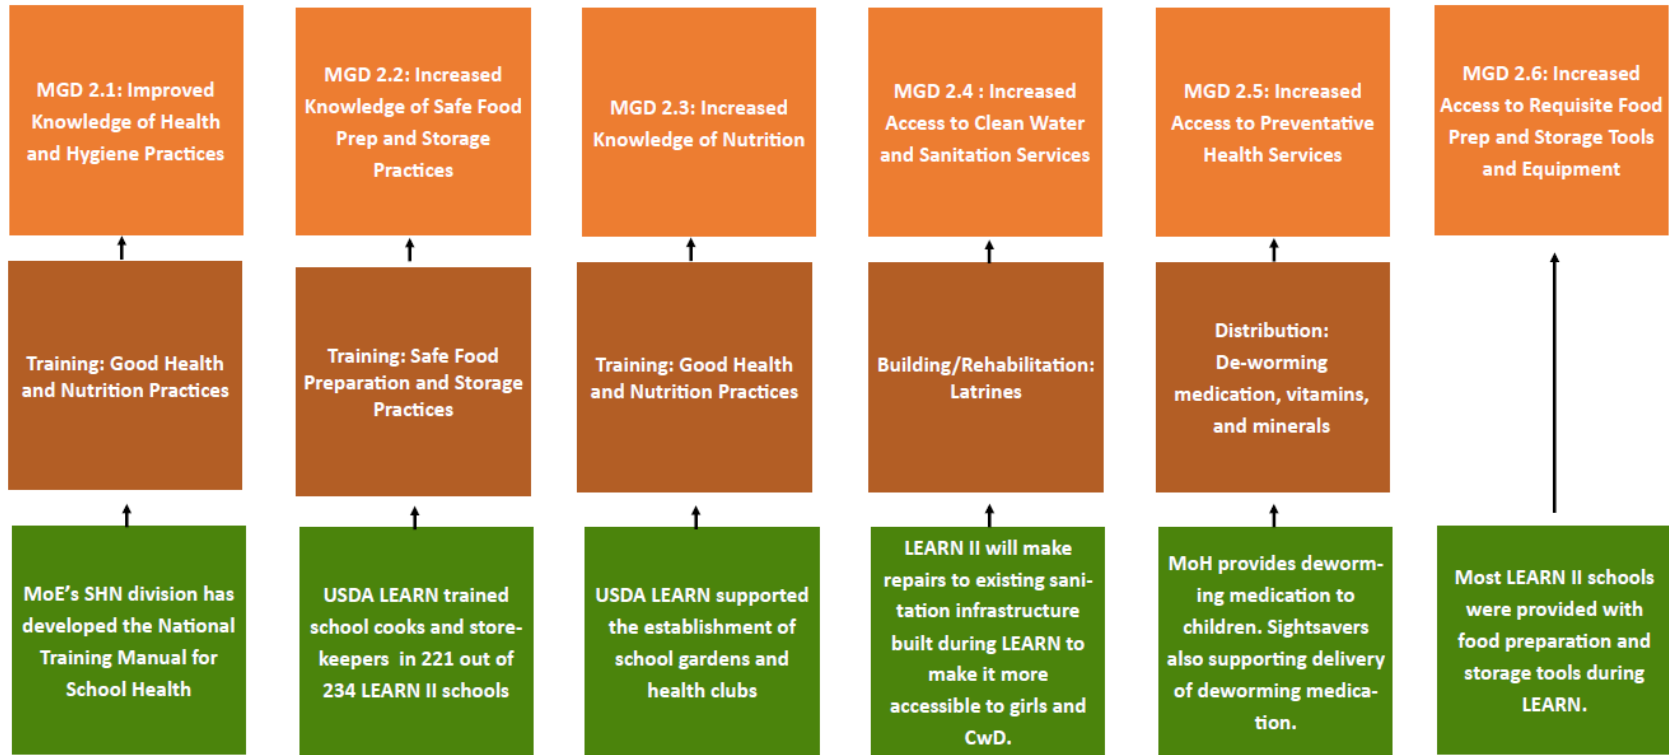 MGD 2.1: Improved
Knowledge of Health
and Hygiene Practices
MGD 2.2: Increased
Knowledge of Safe Food
Prep and Storage
Practices
MGD 2.3: Increased
Knowledge of Nutrition
MGD 2.4 : Increased
Access to Clean Water
and Sanitation Services
MGD 2.5: Increased
Access to Preventative
Health Services
MGD 2.6: Increased
Access to Requisite Food
Prep and Storage Tools
and Equipment
Training: Good Health
and Nutrition Practices
Training: Safe Food
Preparation and Storage
Practices
Training: Good Health
and Nutrition Practices
Building/Rehabilitation:
Latrines
Distribution:
De-worming
medication, vitamins,
and minerals
MoE's SHN division has
developed the National
Training Manual for
School Health
USDA LEARN trained
school cooks and store-
keepers in 221 out of
234 LEARN II schools
USDA LEARN supported
the establishment of
school gardens and
health clubs
LEARN II will make
repairs to existing sani-
tation infrastructure
built during LEARN to
make it more
accessible to girls and
CwD.
MoH provides deworm-
ing medication to
children. Sightsavers
also supporting delivery
of deworming medica-
tion.
Most LEARN II schools
were provided with
food preparation and
storage tools during
LEARN.